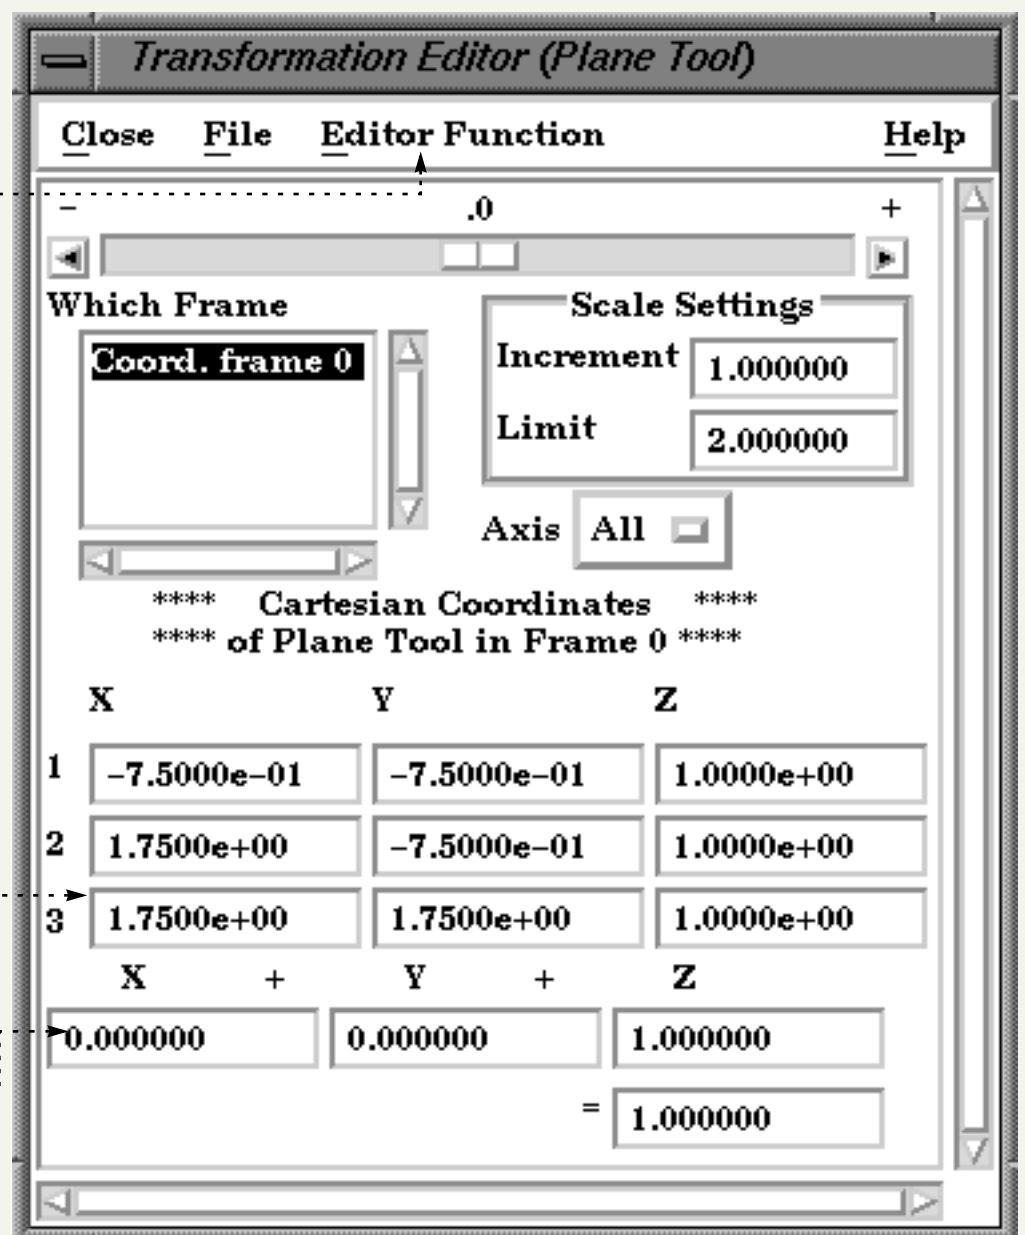 Transformation Editor (Plane Tool)
Close File Editor Function Help
- .0 +
Which Frame
Coord. frame 0
Scale Settings
Increment 1.000000
Limit 2.000000
Axis All
**** Cartesian Coordinates ****
**** of Plane Tool in Frame 0 ****
X Y Z
1 -7.5000e-01 -7.5000e-01 1.0000e+00
2 1.7500e+00 -7.5000e-01 1.0000e+00
3 1.7500e+00 1.7500e+00 1.0000e+00
X + Y + Z
0.000000 0.000000 1.000000
= 1.000000